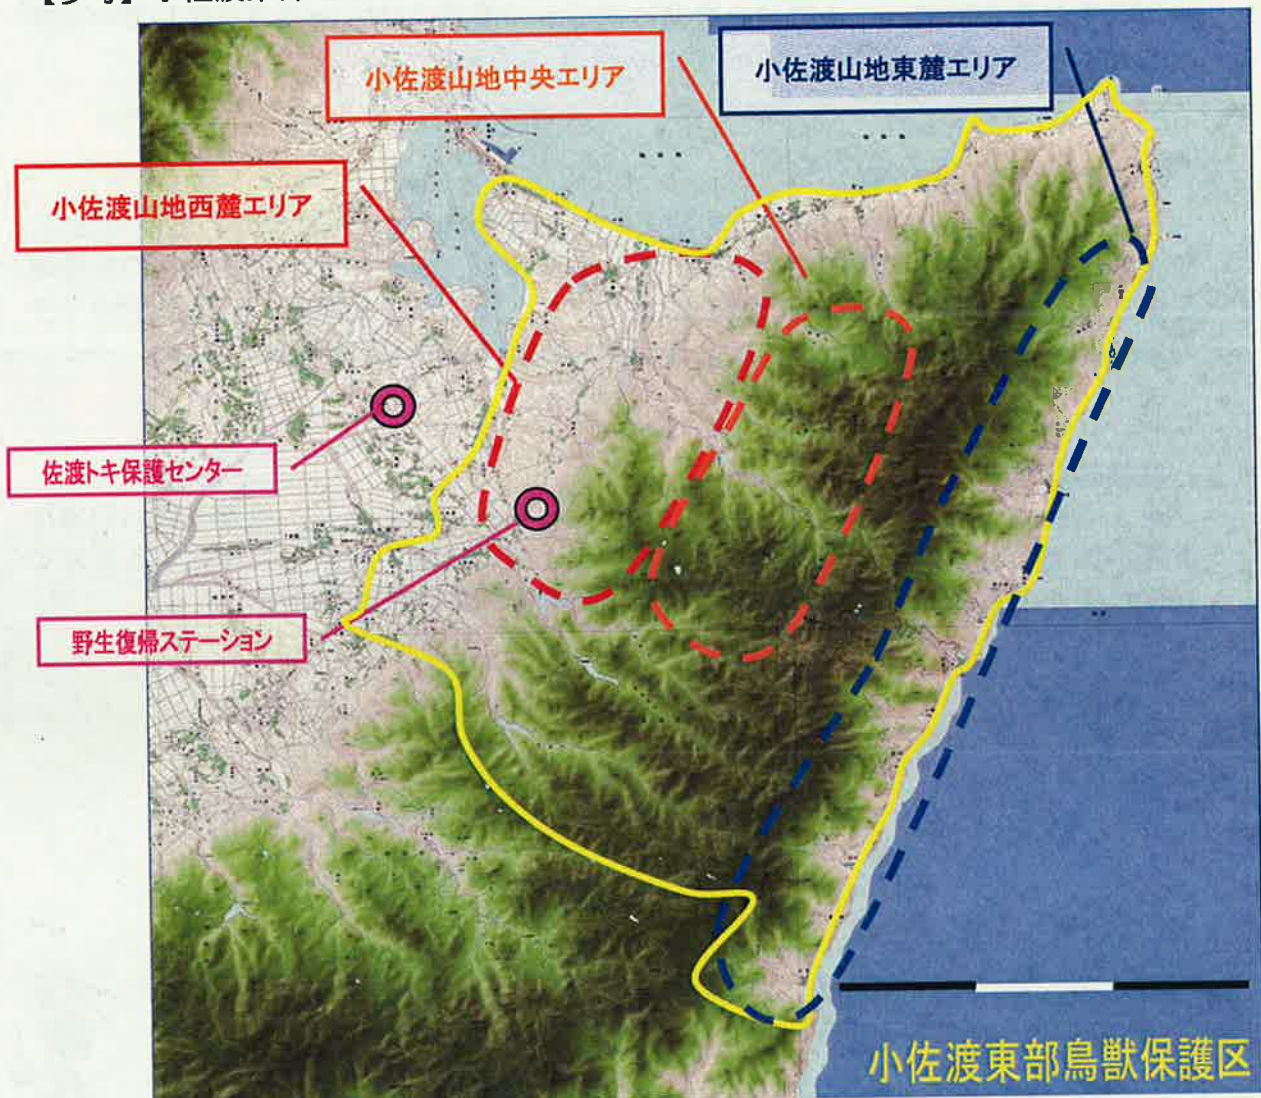 小佐渡山地中央エリア
小佐渡山地東麓エリア
小佐渡山地西麓エリア
佐渡トキ保護センター
野生復帰ステーション
小佐渡東部鳥獣保護区